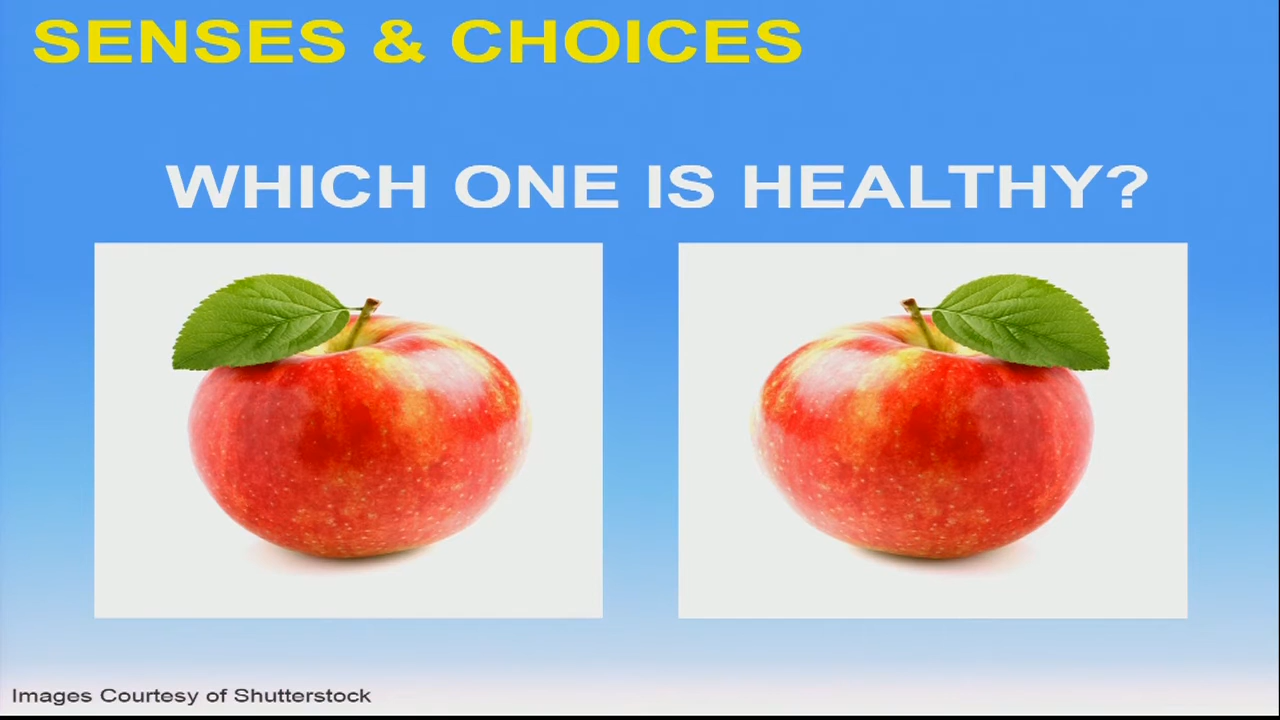 SENSES & CHOICES
WHICH ONE IS HEALTHY?
Images Courtesy of Shutterstock